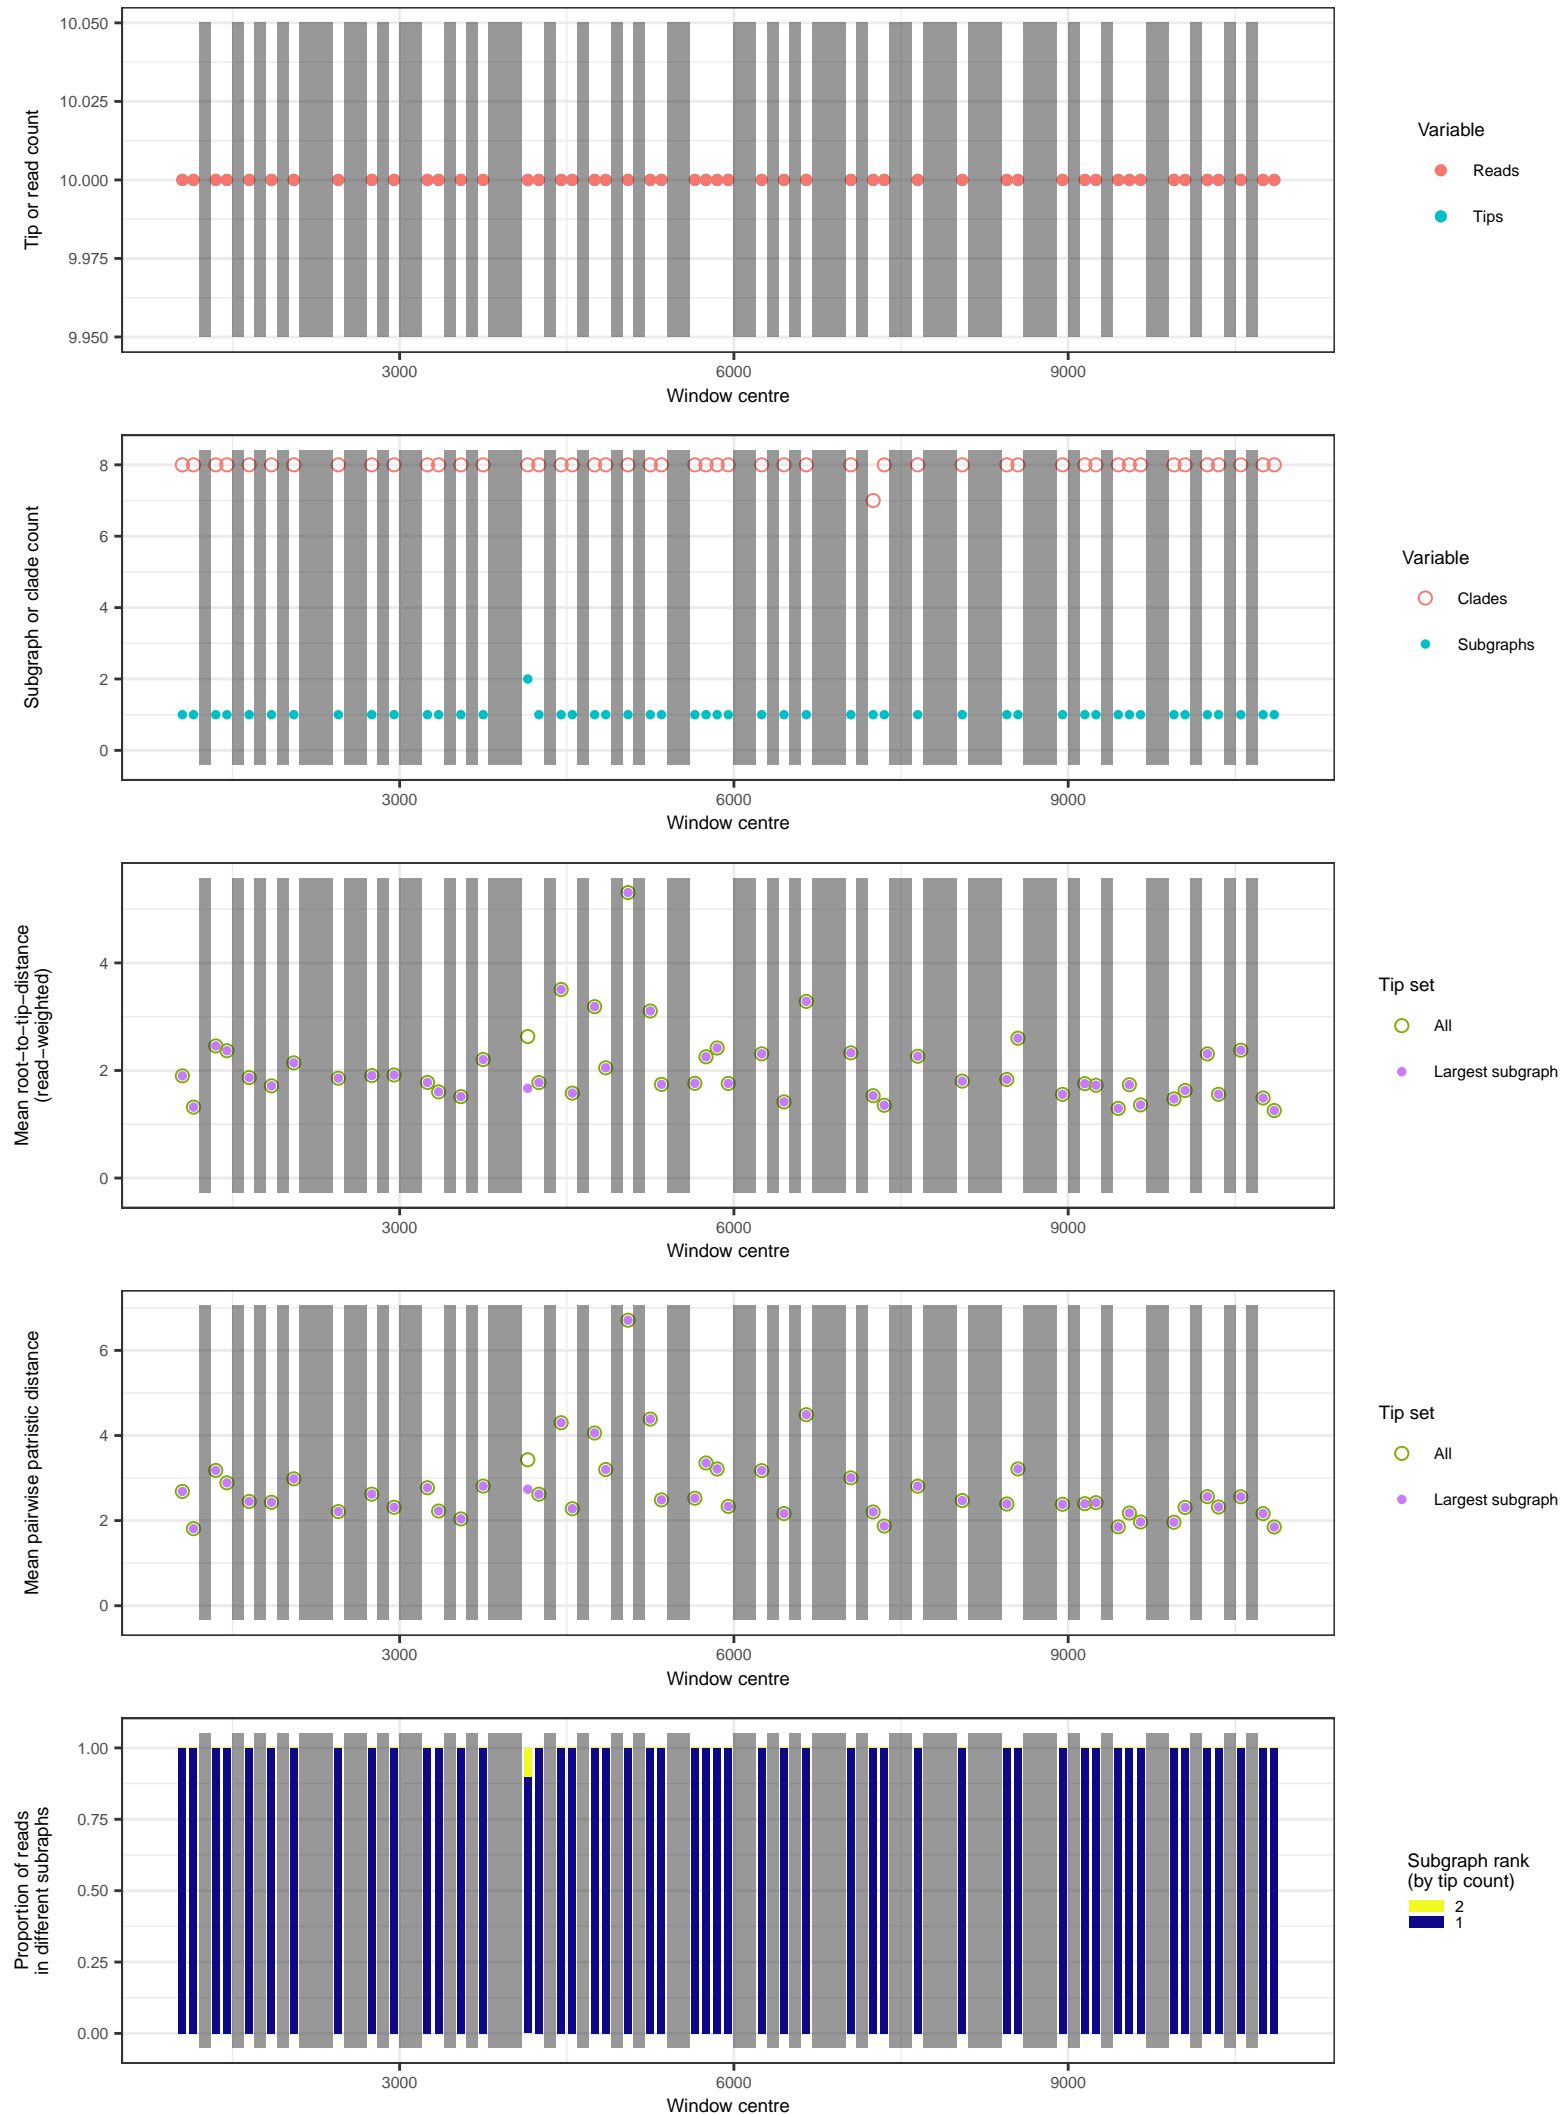 10.050
10.025
10.000
9.975
9.950
Tip or read count
3000
6000
9000
Window centre
Variable
Reads
Tips
8
6
4
2
0
Subgraph or clade count
3000
6000
9000
Window centre
Variable
Clades
Subgraphs
4
2
0
Mean root−to−tip−distance
(read−weighted)
3000
6000
9000
Window centre
Tip set
All
Largest subgraph
6
4
2
0
Mean pairwise patristic distance
3000
6000
9000
Window centre
Tip set
All
Largest subgraph
1.00
0.75
0.50
0.25
0.00
Proportion of reads
in different subraphs
3000
6000
9000
Window centre
Subgraph rank
(by tip count)
2
1